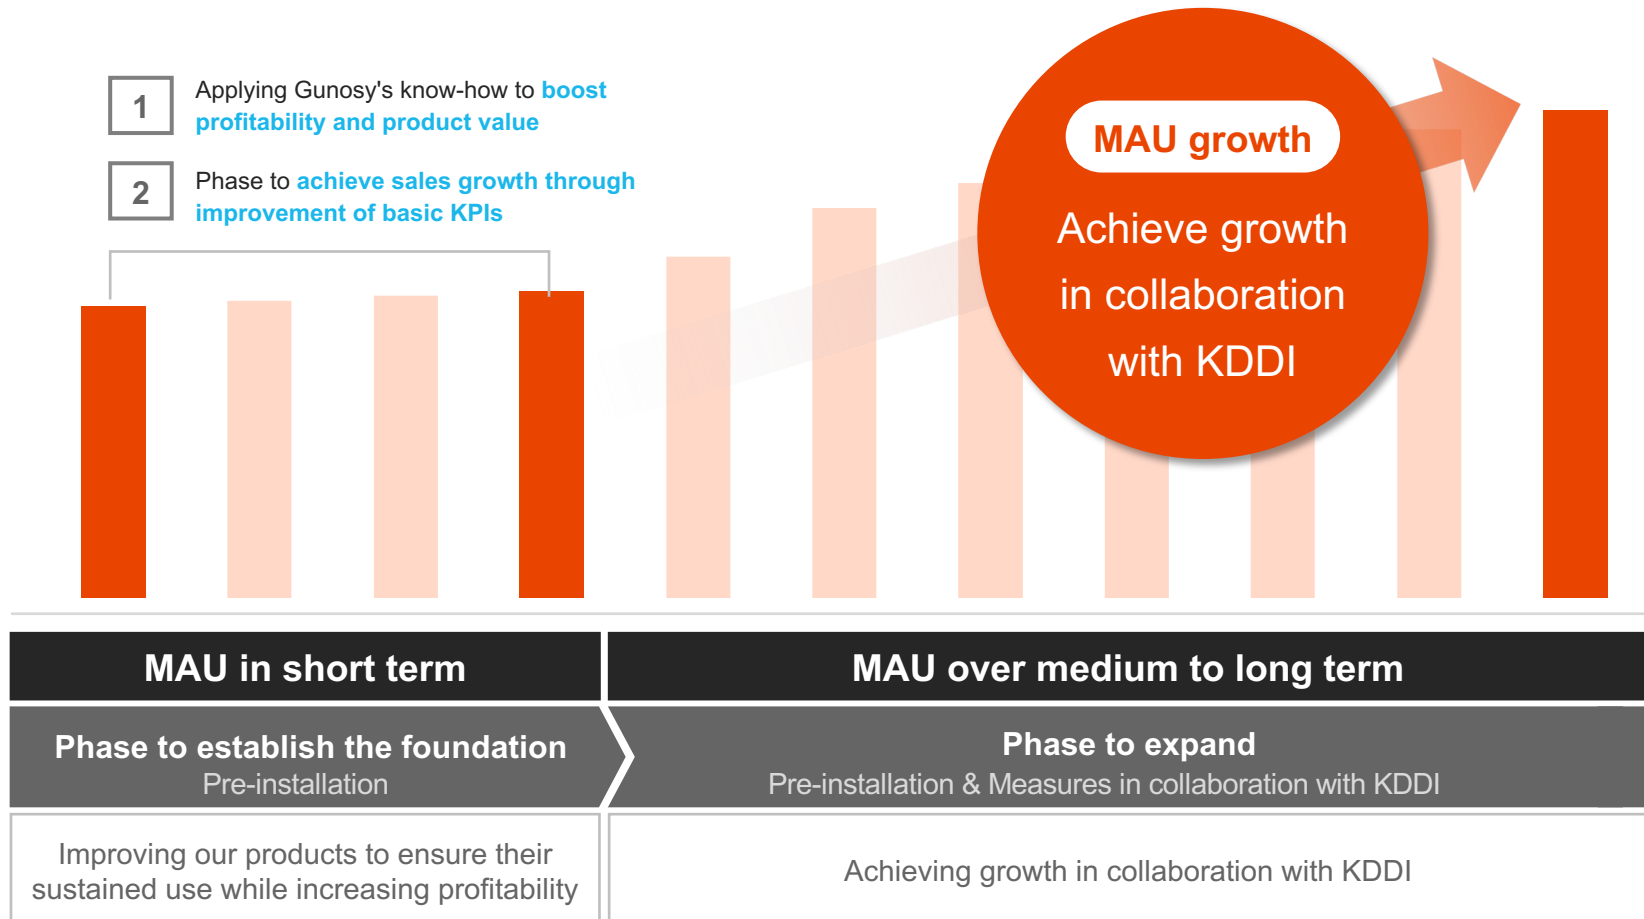 1
Applying Gunosy's know-how to boost
profitability and product value
2
Phase to achieve sales growth through
improvement of basic KPIs
MAU growth
Achieve growth
in collaboration
with KDDI
MAU in short term
MAU over medium to long term
Phase to establish the foundation
Pre-installation
Phase to expand
Pre-installation & Measures in collaboration with KDDI
Improving our products to ensure their
sustained use while increasing profitability
Achieving growth in collaboration with KDDI